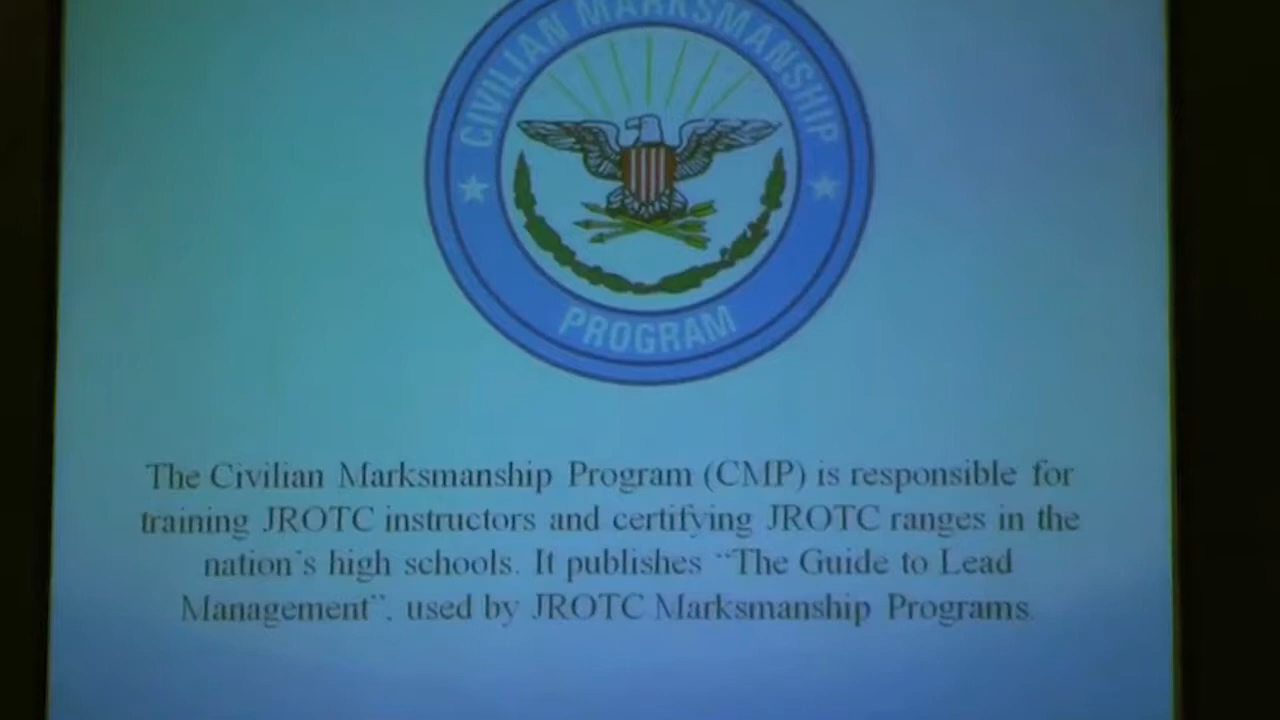 CIVILIAN MARKSMANSHIP
PROGRAM
The Civilian Marksmanship Program (CMP) is responsible for
training JROTC instructors and certifying JROTC ranges in the
nation's high schools. It publishes "The Guide to Lead
Management", used by JROTC Marksmanship Programs.